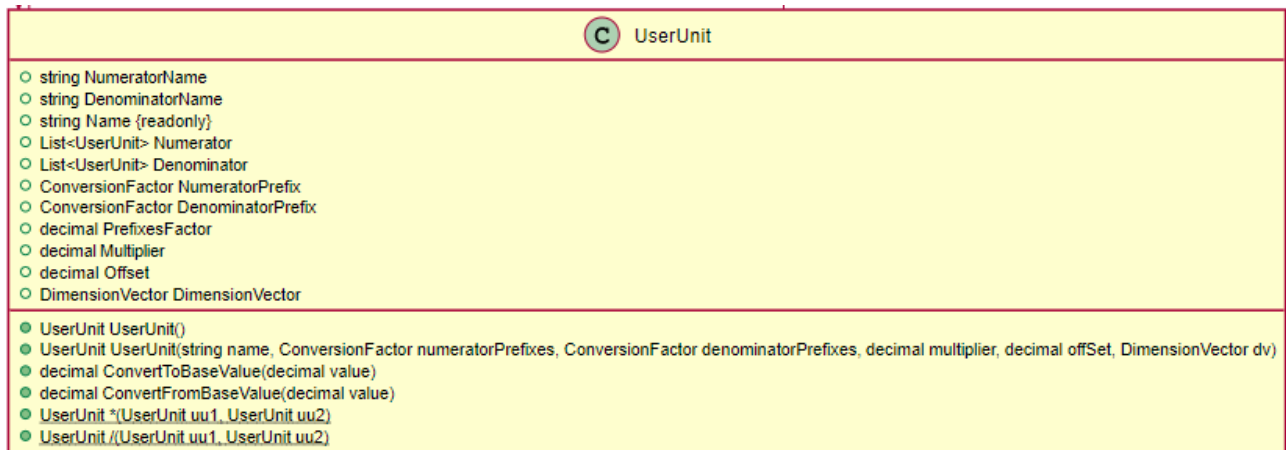 C UserUnit
string NumeratorName
string DenominatorName
string Name {readonly}
List<UserUnit> Numerator
List<UserUnit> Denominator
ConversionFactor NumeratorPrefix
ConversionFactor DenominatorPrefix
decimal PrefixesFactor
decimal Multiplier
decimal Offset
DimensionVector DimensionVector
UserUnit UserUnit()
UserUnit UserUnit(string name, ConversionFactor numeratorPrefixes, ConversionFactor denominatorPrefixes, decimal multiplier, decimal offSet, DimensionVector dv)
decimal ConvertToBaseValue(decimal value)
decimal ConvertFromBaseValue(decimal value)
UserUnit *(UserUnit uu1, UserUnit uu2)
UserUnit /(UserUnit uu1, UserUnit uu2)